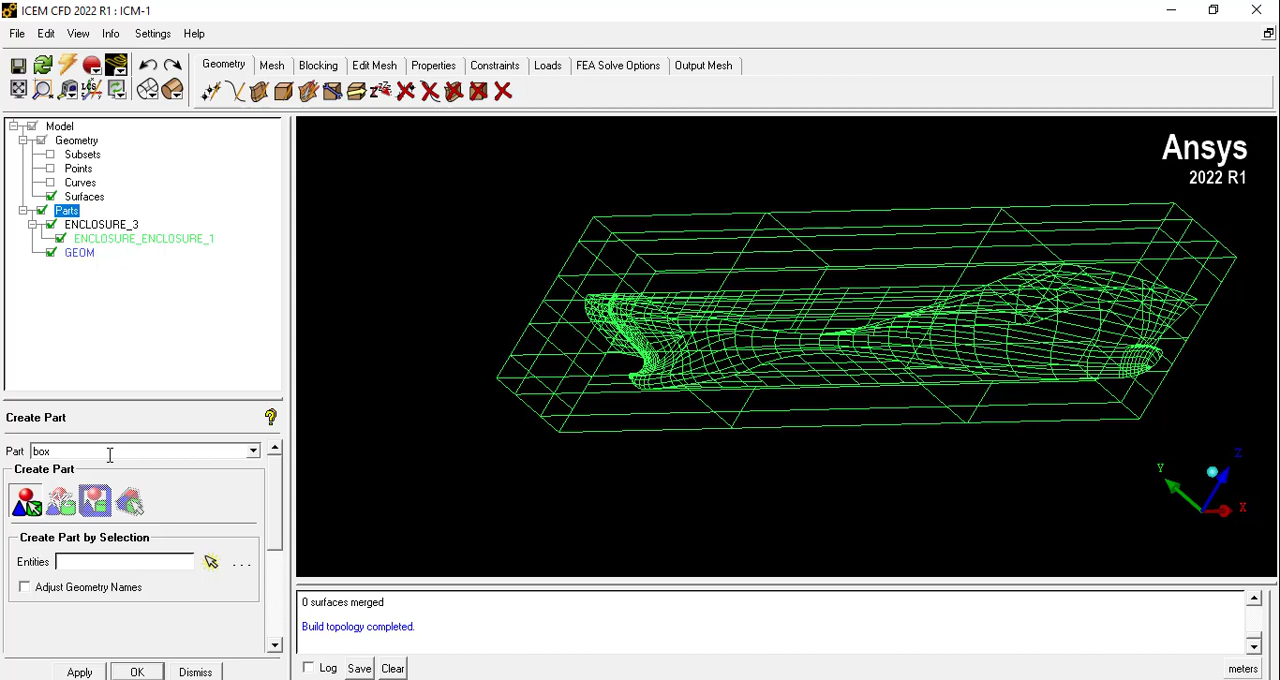 ICEM CFD 2022 R1 : ICM-1
File Edit View Info Settings Help
Geometry Mesh Blocking Edit Mesh Properties Constraints Loads FEA Solve Options Output Mesh
Model
Geometry
Subsets
Points
Curves
Surfaces
Parts
ENCLOSURE_3
ENCLOSURE_ENCLOSURE_1
GEOM
Ansys
2022 R1
Create Part
Part box
Create Part
Create Part by Selection
Entities ...
Adjust Geometry Names
Apply OK Dismiss
Z
Y
X
0 surfaces merged
Build topology completed.
Log Save Clear
meters